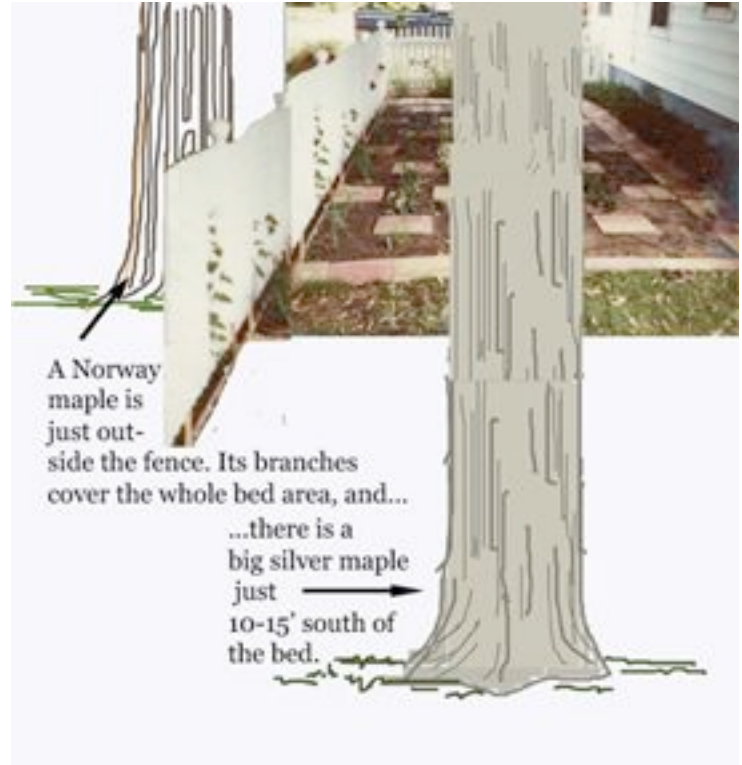 A Norway
maple is
just out-
side the fence. Its branches
cover the whole bed area, and...
...there is a
big silver maple
just
10-15' south of
the bed.